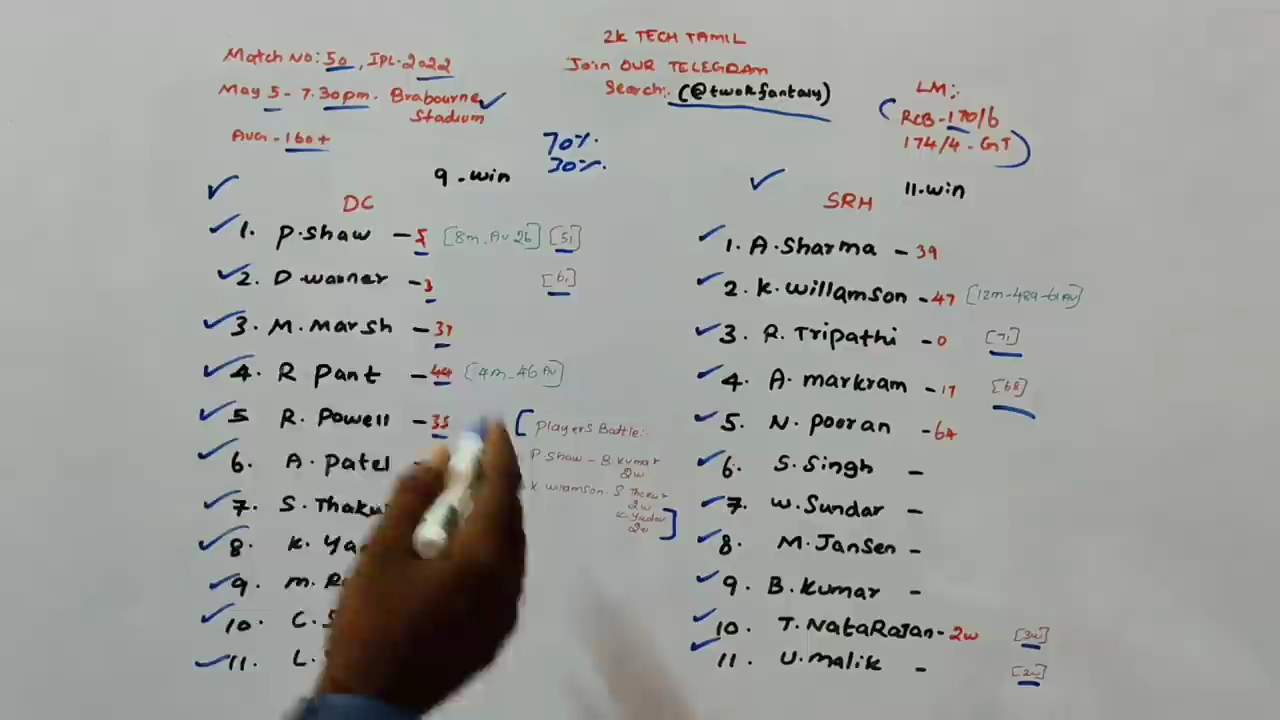 2K TECH TAMIL
Join OUR TELEGRAM
Search:. (@twokfantasy)
Match No: 50, IPL-2022
May 5 - 7.30pm. Brabourne Stadium
Avg - 160+
70%.
30%.
LM:.
RCB - 170/6
174/4 - GT
9 - win
DC
1. P. Shaw - 5 [8m. Av 26] [51]
2. D warner - 3 [61]
3. M. Marsh - 37
4. R Pant - 44 [4m - 46 Av]
5 R. Powell - 35
6. A. Patel
7. S. Thaku
8. K. Ya
9. M. R
10. C. S
11. L.
Players Battle:.
P. Shaw - B. Kumar
2w
K wllamson. S Thakur
2w
K Yadav
2w
11 - win
SRH
1. A. Sharma - 39
2. K. Willamson - 47 [12m - 489 - 61 Av]
3. R. Tripathi - 0 [71]
4. A. markram - 17 [68]
5. N. Pooran - 64
6. S. Singh -
7. W. Sundar -
8. M. Jansen -
9. B. Kumar -
10. T. NataRajan - 2w [3w]
11. U. Malik - [2w]